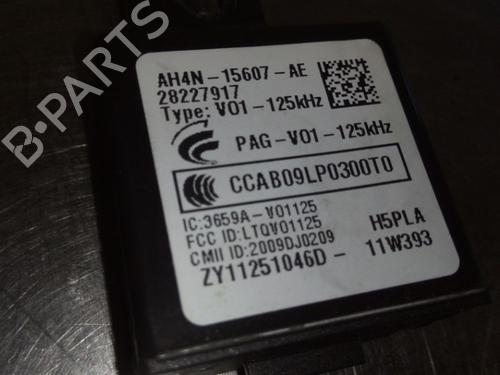 AH4N-15607-AE
28227917
Type: V01-125kHz
PAG-V01-125kHz
CCAB09LP0300T0
IC:3659A-V01125
FCC ID:LTQV01125
CMII ID:2009DJ0209
H5PLA
ZY11251046D- 11W393
B-PARTS